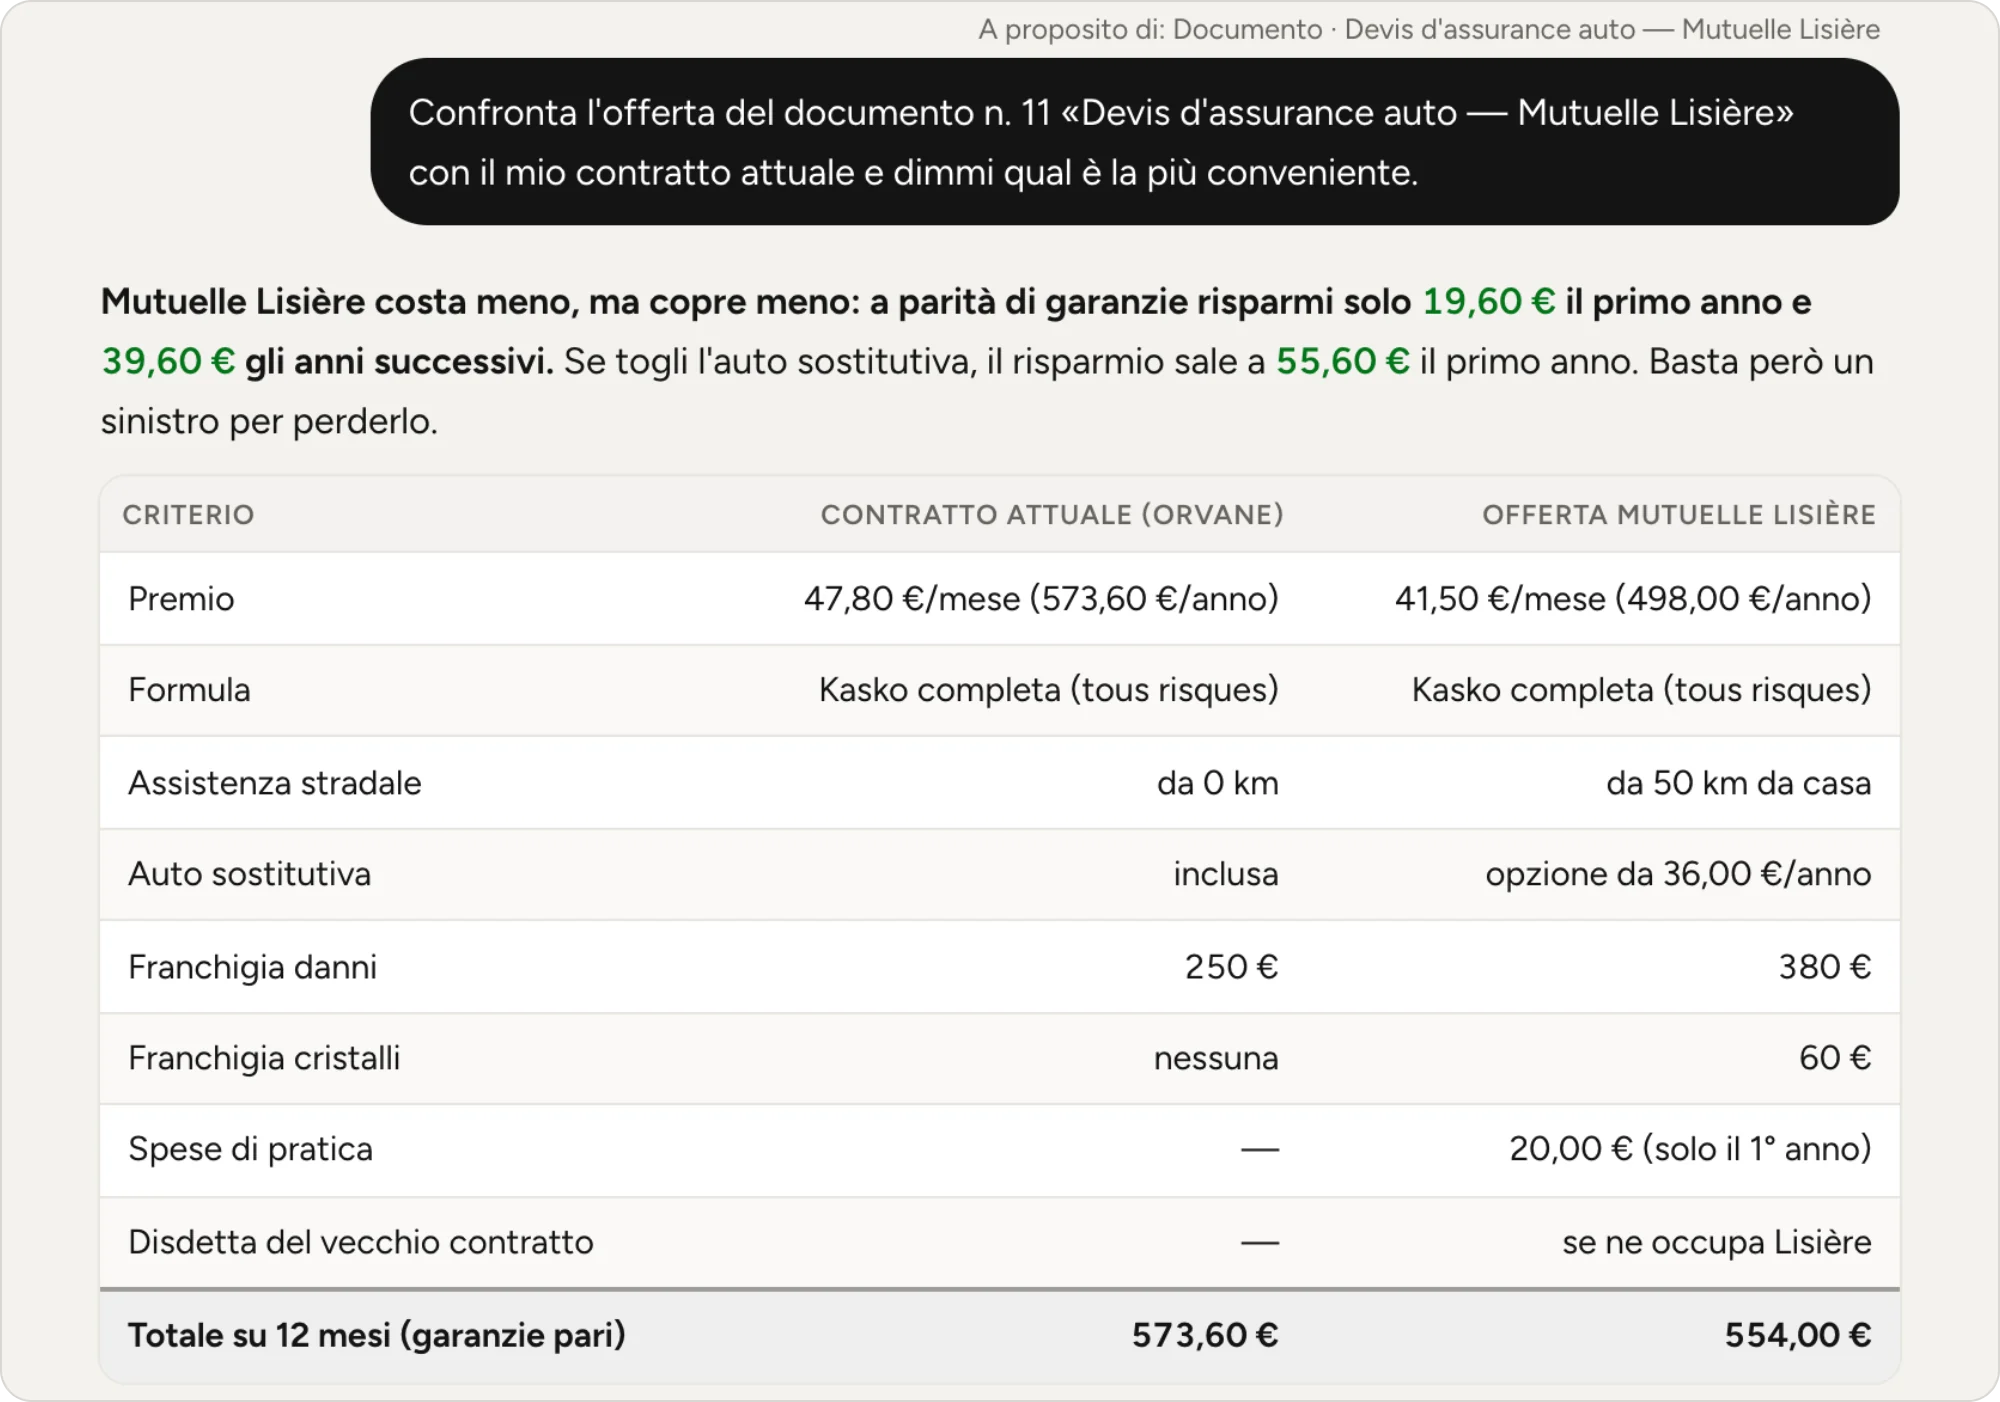 A proposito di: Documento · Devis d'assurance auto — Mutuelle Lisière
Confronta l'offerta del documento n. 11 «Devis d'assurance auto — Mutuelle Lisière»
con il mio contratto attuale e dimmi qual è la più conveniente.
Mutuelle Lisière costa meno, ma copre meno: a parità di garanzie risparmi solo 19,60 € il primo anno e
39,60 € gli anni successivi. Se togli l'auto sostitutiva, il risparmio sale a 55,60 € il primo anno. Basta però un
sinistro per perderlo.
CRITERIO CONTRATTO ATTUALE (ORVANE) OFFERTA MUTUELLE LISIÈRE
Premio 47,80 €/mese (573,60 €/anno) 41,50 €/mese (498,00 €/anno)
Formula Kasko completa (tous risques) Kasko completa (tous risques)
Assistenza stradale da 0 km da 50 km da casa
Auto sostitutiva inclusa opzione da 36,00 €/anno
Franchigia danni 250 € 380 €
Franchigia cristalli nessuna 60 €
Spese di pratica — 20,00 € (solo il 1° anno)
Disdetta del vecchio contratto — se ne occupa Lisière
Totale su 12 mesi (garanzie pari) 573,60 € 554,00 €